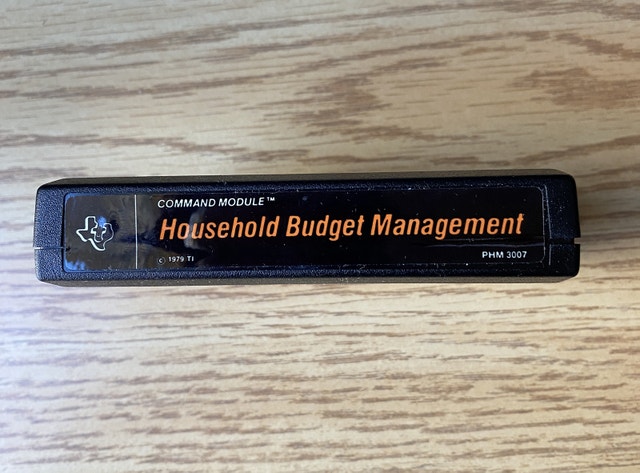 COMMAND MODULE™
Household Budget Management
© 1979 TI
PHM 3007